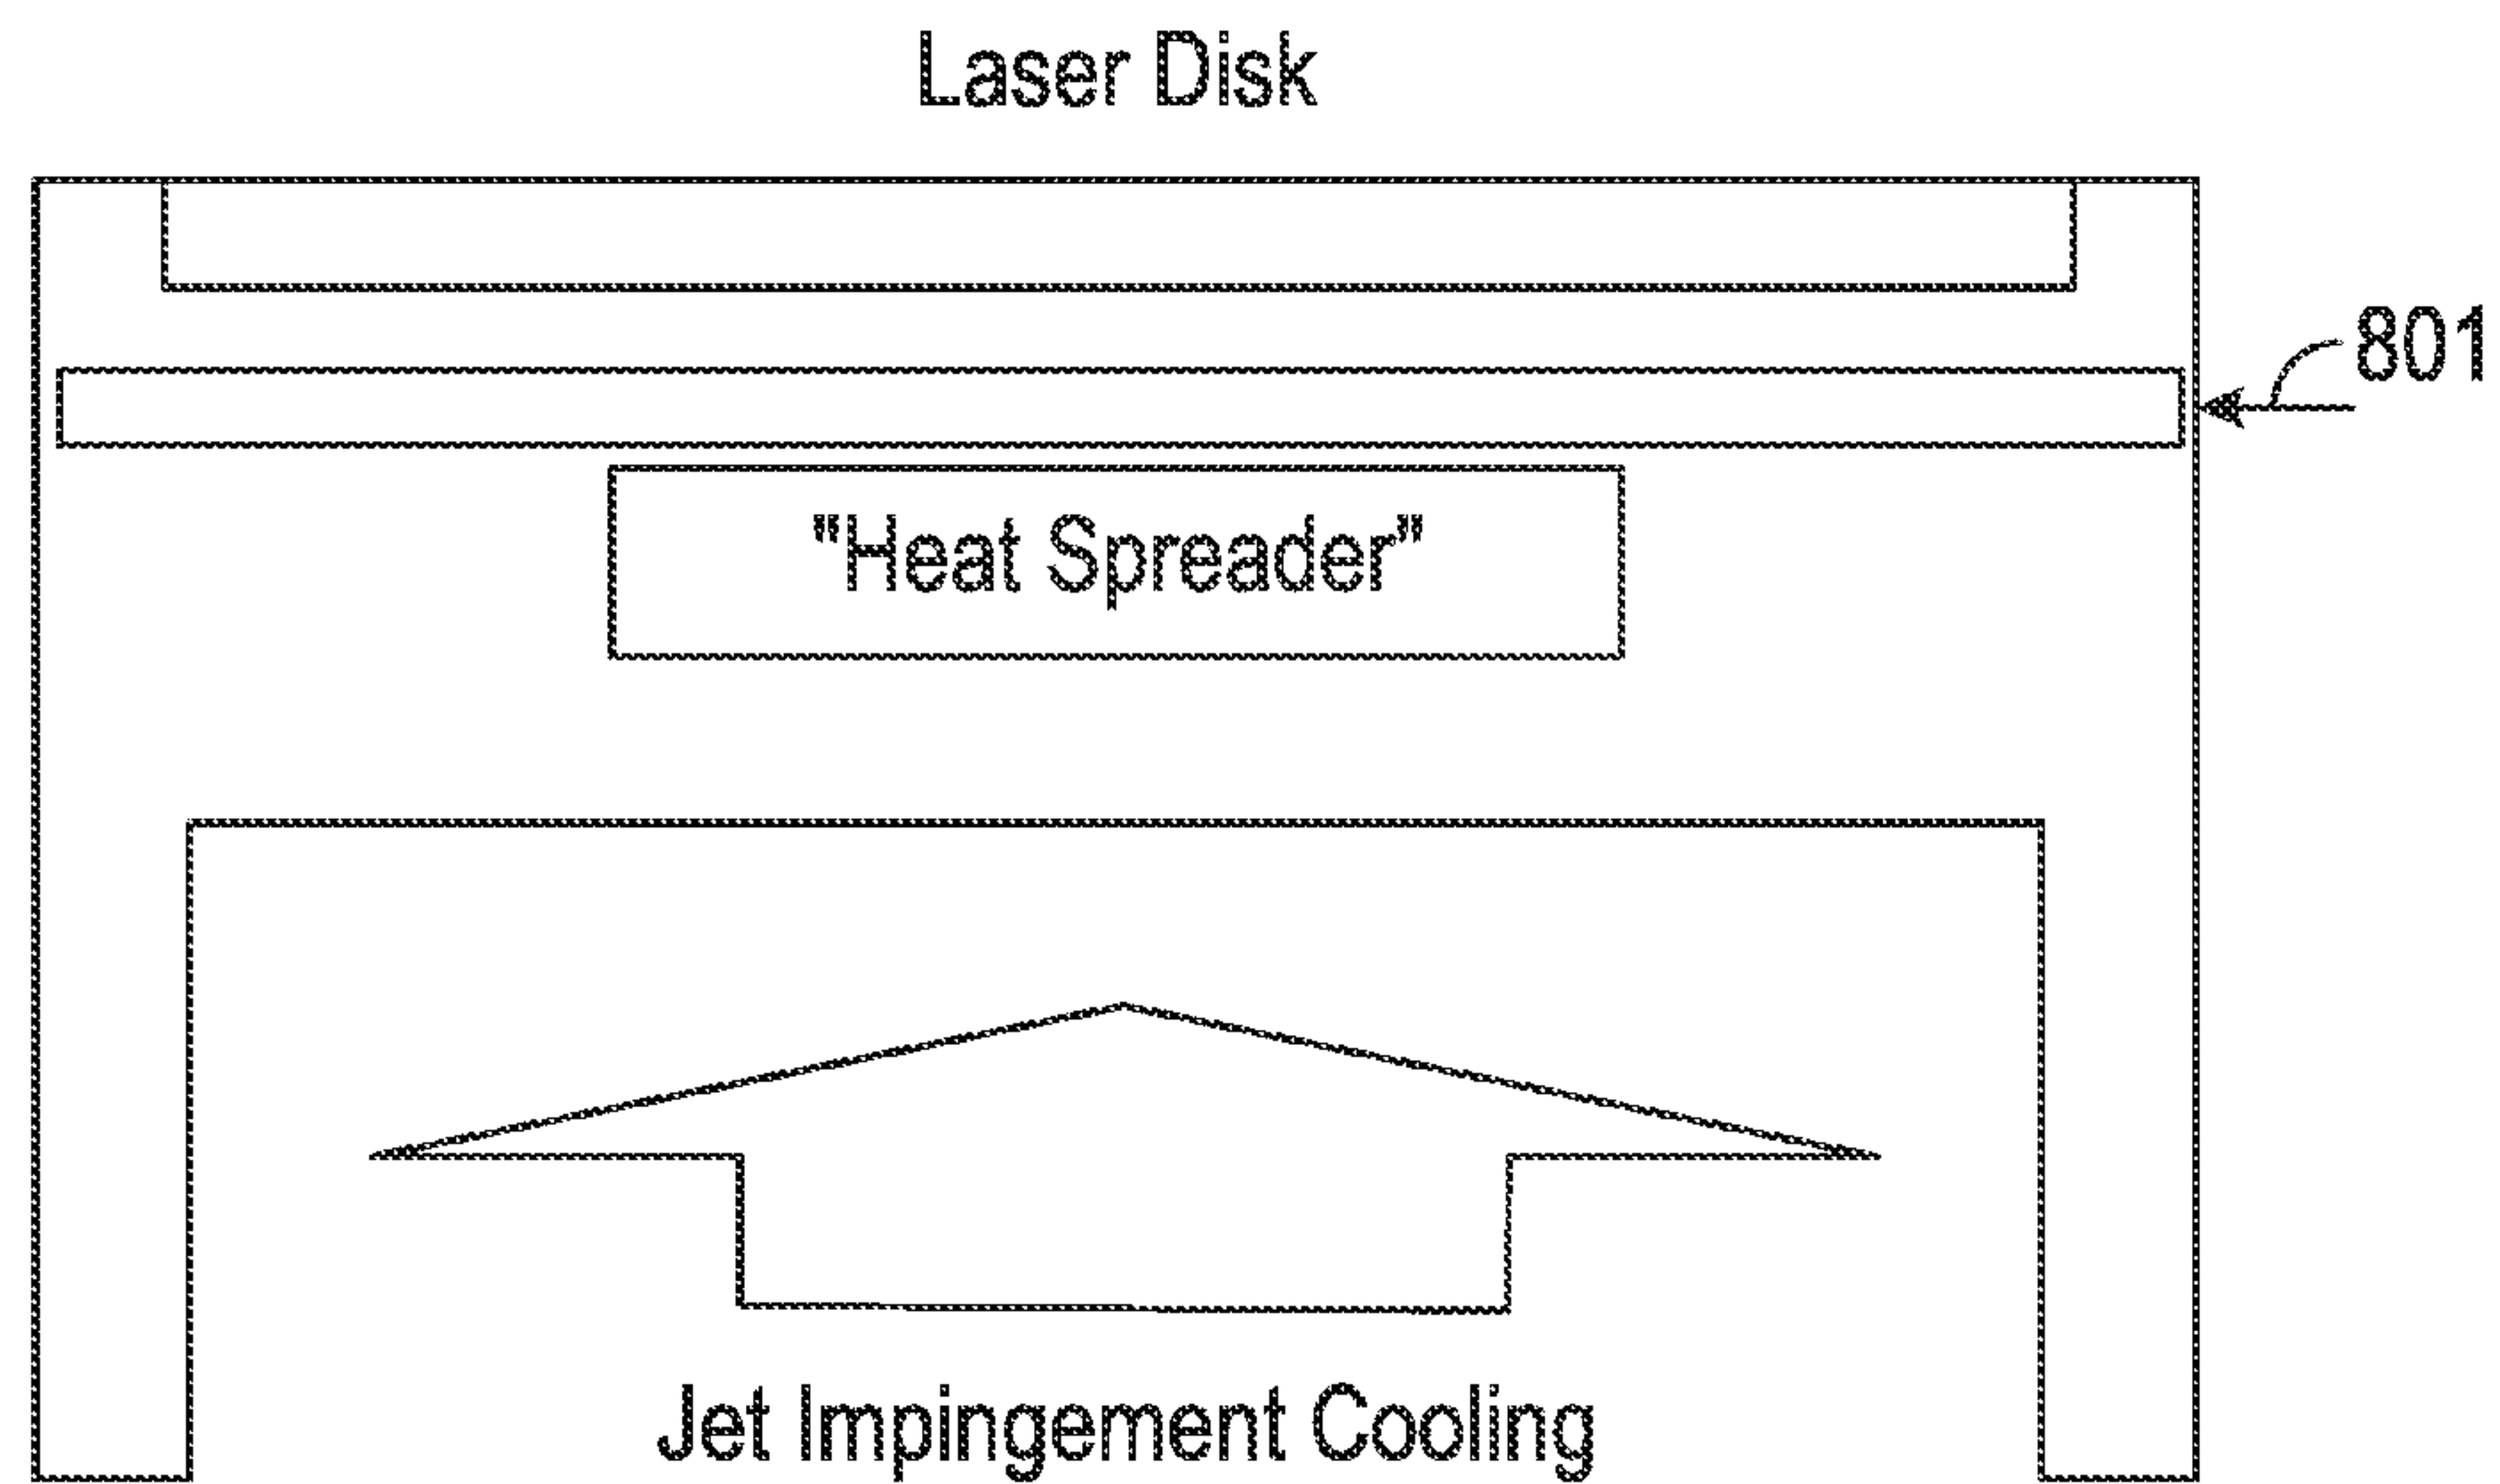 Laser Disk
801
"Heat Spreader"
Jet Impingement Cooling